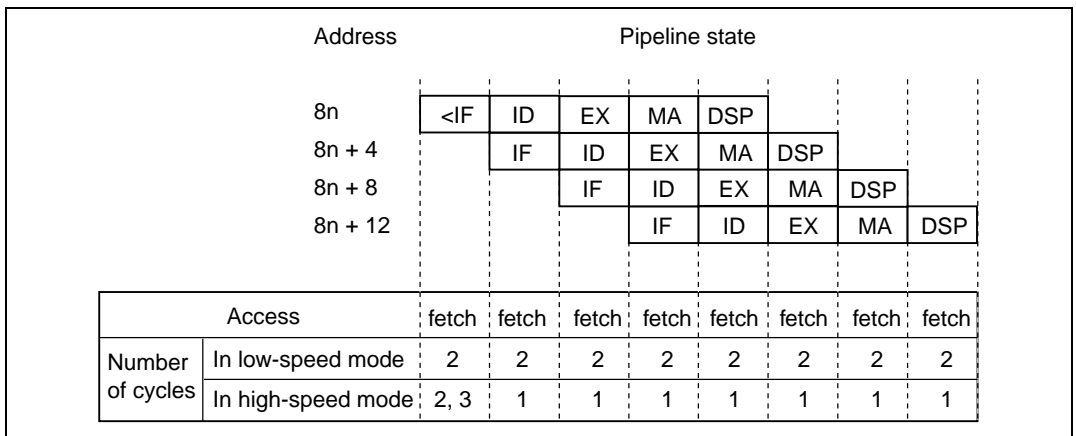 Address Pipeline state
8n <IF ID EX MA DSP
8n + 4 IF ID EX MA DSP
8n + 8 IF ID EX MA DSP
8n + 12 IF ID EX MA DSP
Access fetch fetch fetch fetch fetch fetch fetch fetch
Number of cycles
In low-speed mode 2 2 2 2 2 2 2 2
In high-speed mode 2, 3 1 1 1 1 1 1 1